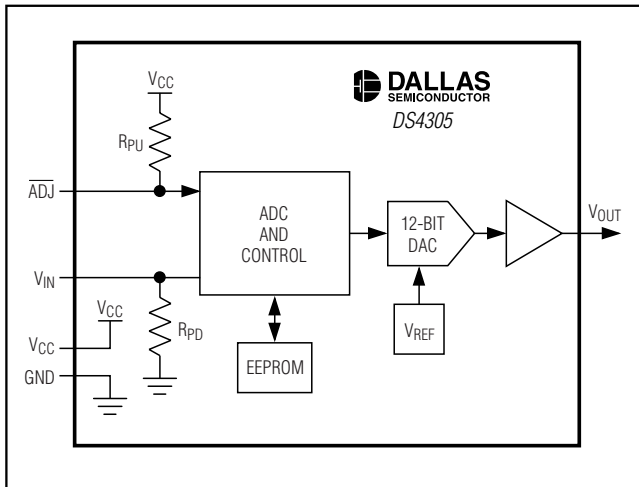 DALLAS
SEMICONDUCTOR
DS4305
VCC
RPU
ADJ
ADC
AND
CONTROL
12-BIT
DAC
VOUT
VIN
VCC
RPD
VREF
VCC
EEPROM
GND